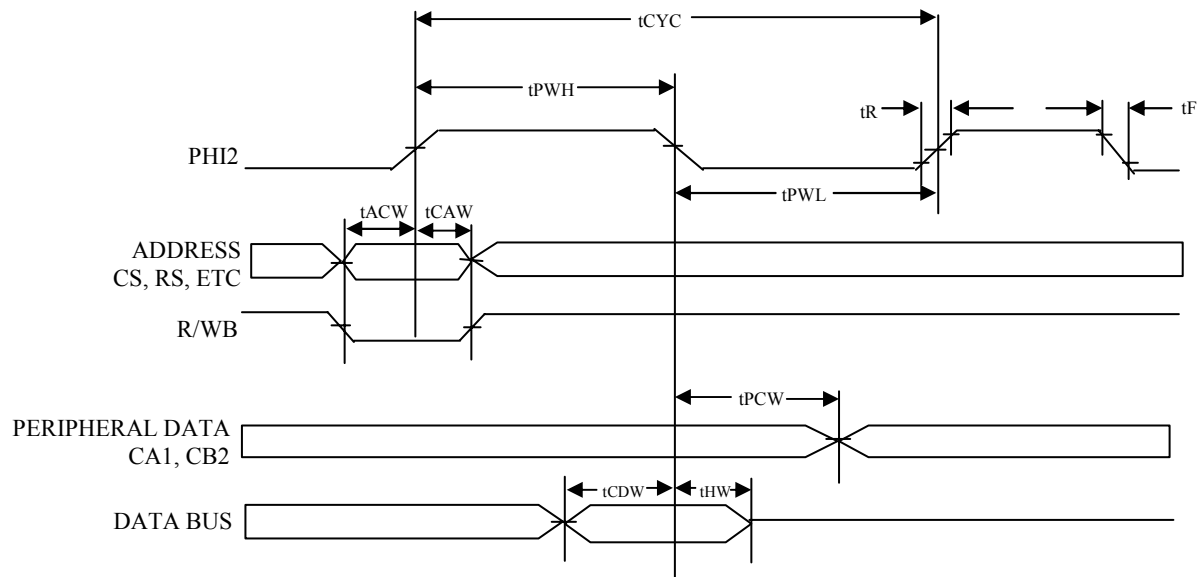 tCYC
tPWH
tR
tF
PHI2
tPWL
tACW
tCAW
ADDRESS
CS, RS, ETC
R/WB
tPCW
PERIPHERAL DATA
CA1, CB2
tCDW
tHW
DATA BUS